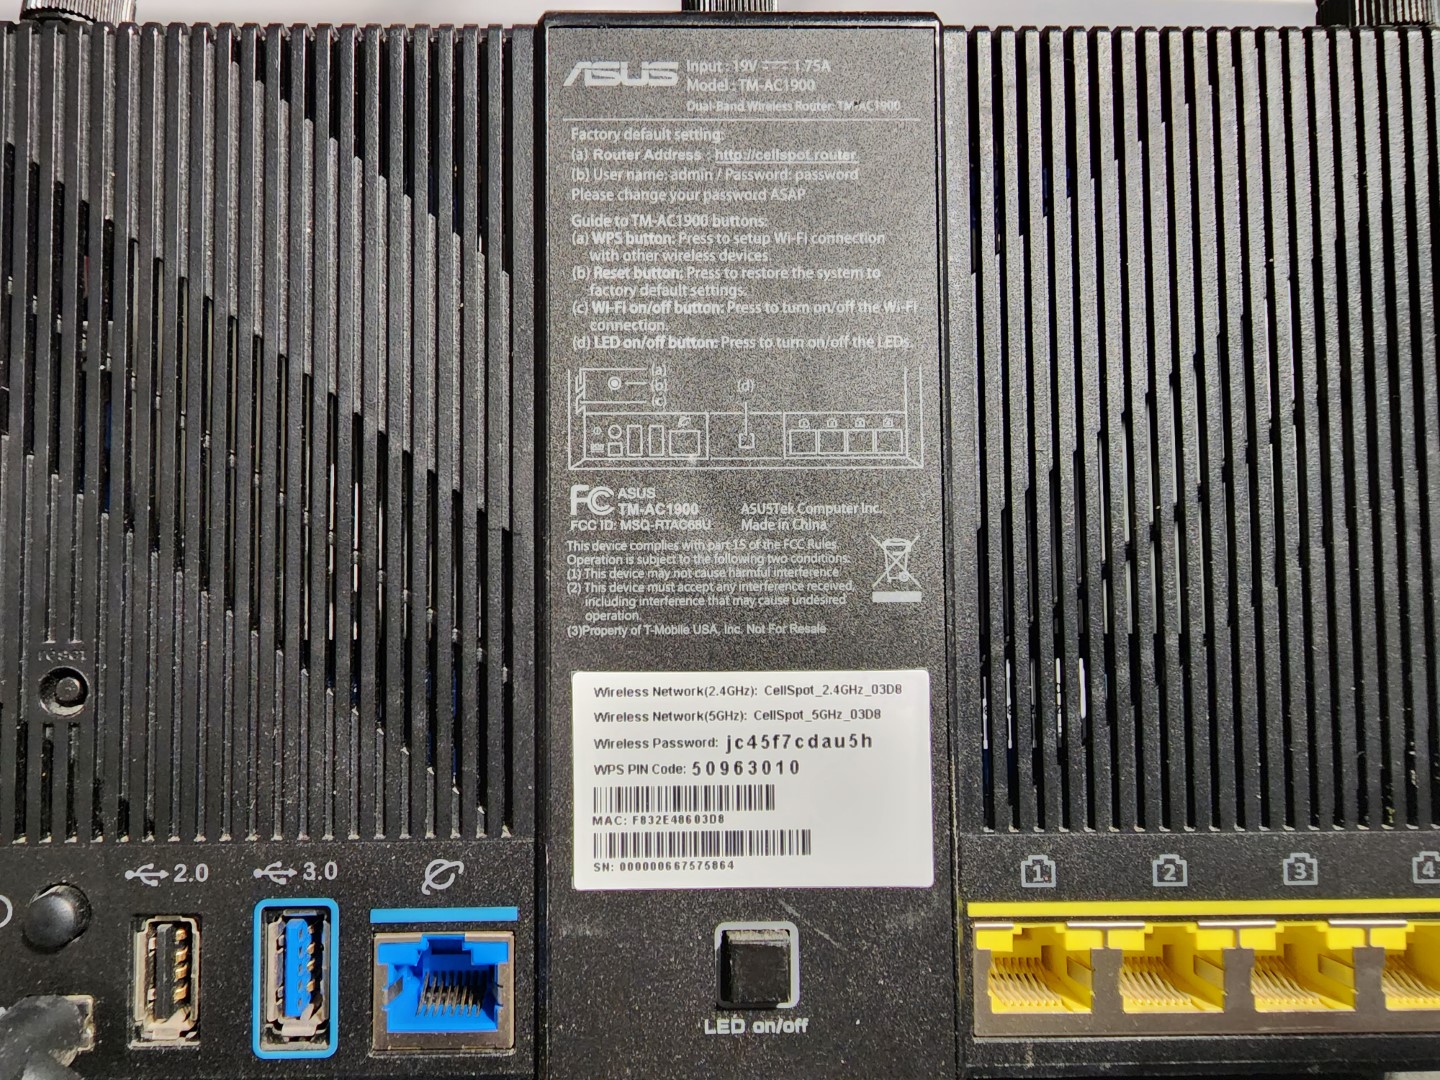 ASUS Input : 19V 1.75A
Model : TM-AC1900
Dual-Band Wireless Router: TM-AC1900
Factory default setting:
(a) Router Address : http://cellspot.router
(b) User name: admin / Password: password
Please change your password ASAP
Guide to TM-AC1900 buttons:
(a) WPS button: Press to setup Wi-Fi connection
with other wireless devices.
(b) Reset button: Press to restore the system to
factory default settings.
(c) WI-FI on/off button: Press to turn on/off the Wi-Fi
connection.
(d) LED on/off button: Press to turn on/off the LEDs.
(a)
(b) (d)
(c)
1 2 3 4
FC ASUS
TM-AC1900 ASUSTek Computer Inc.
FCC ID: MSQ-RTAC68U Made in China
This device complies with part 15 of the FCC Rules.
Operation is subject to the following two conditions:
(1) This device may not cause harmful interference.
(2) This device must accept any interference received,
including interference that may cause undesired
operation.
(3)Property of T-Mobile USA, Inc. Not For Resale
reset
Wireless Network(2.4GHz): CellSpot_2.4GHz_03D8
Wireless Network(5GHz): CellSpot_5GHz_03D8
Wireless Password: jc45f7cdau5h
WPS PIN Code: 50963010
MAC: F832E48603D8
SN: 000000667575864
2.0 3.0 1 2 3 4
LED on/off